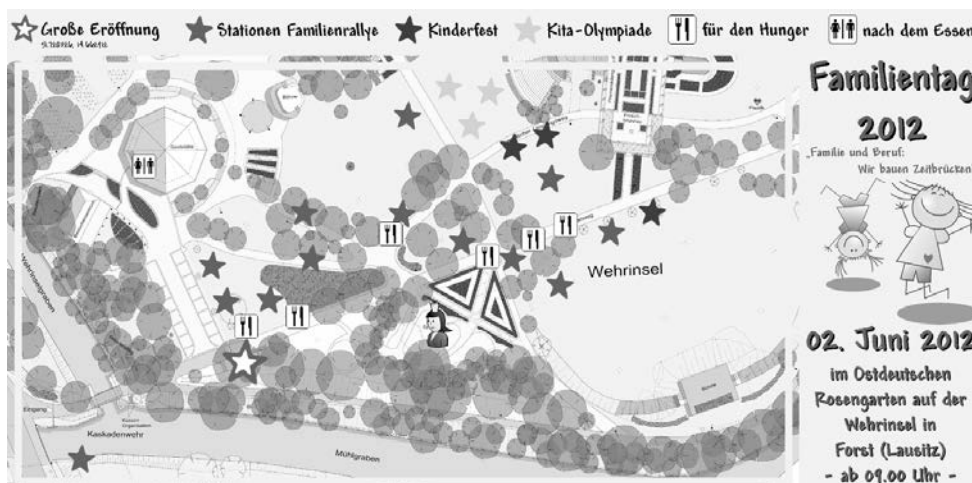 Große Eröffnung
Stationen Familienrallye
Kinderfest
Kita-Olympiade
für den Hunger
nach dem Essen
Familientag
2012
„Familie und Beruf:
Wir bauen Zeitbrücken
Wehrinsel
Wehrinselgraben
Bühne
Eingang
Kaskadenwehr
Mühlgraben
02. Juni 2012
im Ostdeutschen
Rosengarten auf der
Wehrinsel in
Forst (Lausitz)
- ab 09.00 Uhr -